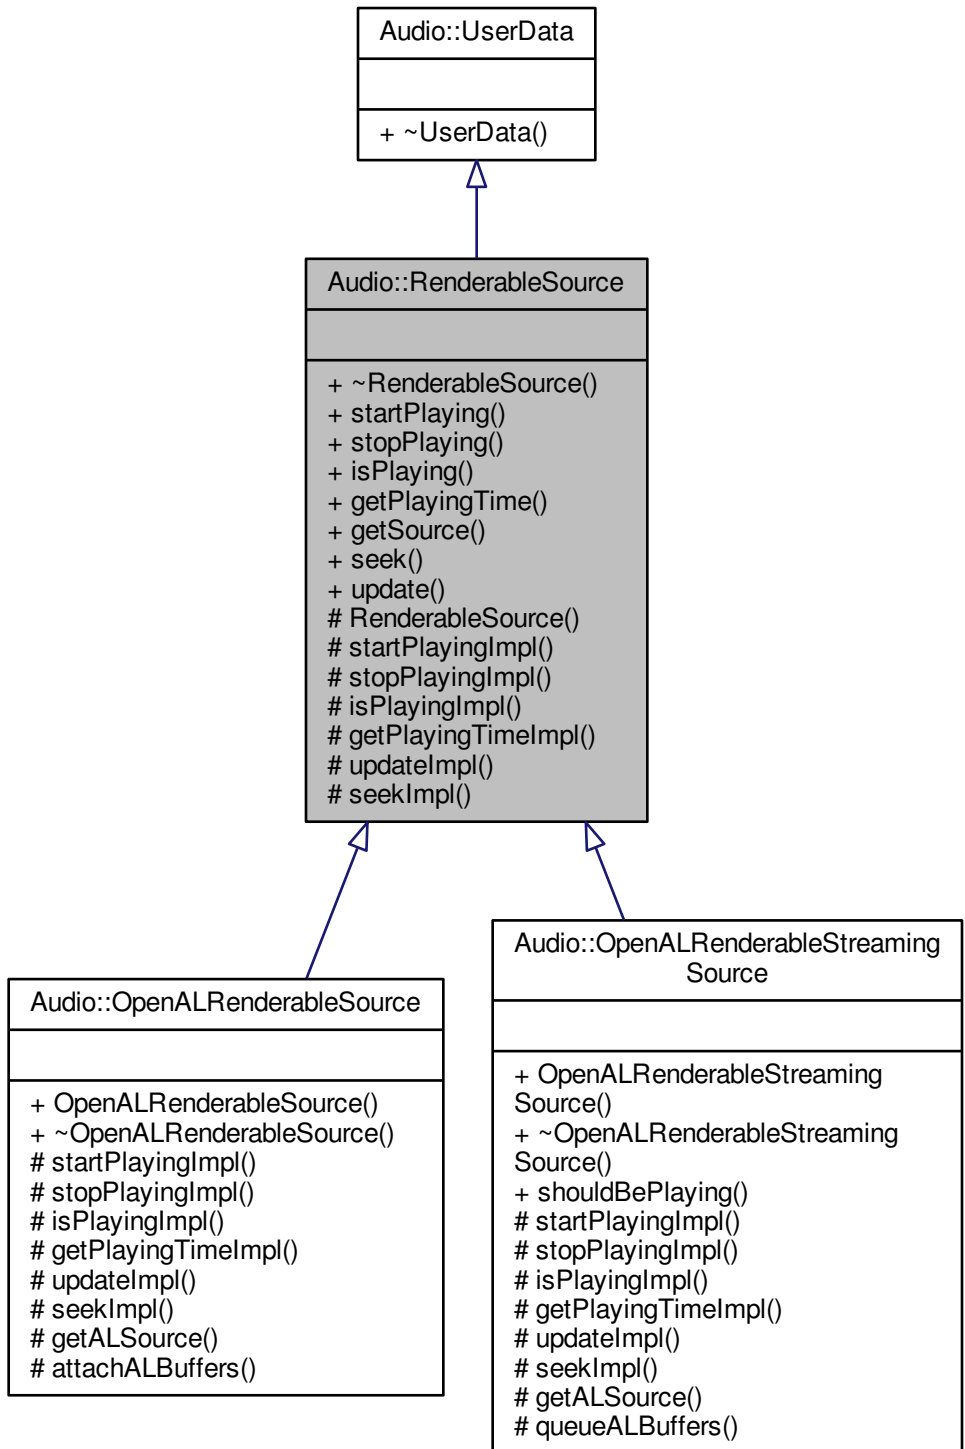 Audio::UserData
+ ~UserData()
Audio::RenderableSource
+ ~RenderableSource()
+ startPlaying()
+ stopPlaying()
+ isPlaying()
+ getPlayingTime()
+ getSource()
+ seek()
+ update()
# RenderableSource()
# startPlayingImpl()
# stopPlayingImpl()
# isPlayingImpl()
# getPlayingTimeImpl()
# updateImpl()
# seekImpl()
Audio::OpenALRenderableSource
+ OpenALRenderableSource()
+ ~OpenALRenderableSource()
# startPlayingImpl()
# stopPlayingImpl()
# isPlayingImpl()
# getPlayingTimeImpl()
# updateImpl()
# seekImpl()
# getALSource()
# attachALBuffers()
Audio::OpenALRenderableStreaming
Source
+ OpenALRenderableStreaming
Source()
+ ~OpenALRenderableStreaming
Source()
+ shouldBePlaying()
# startPlayingImpl()
# stopPlayingImpl()
# isPlayingImpl()
# getPlayingTimeImpl()
# updateImpl()
# seekImpl()
# getALSource()
# queueALBuffers()